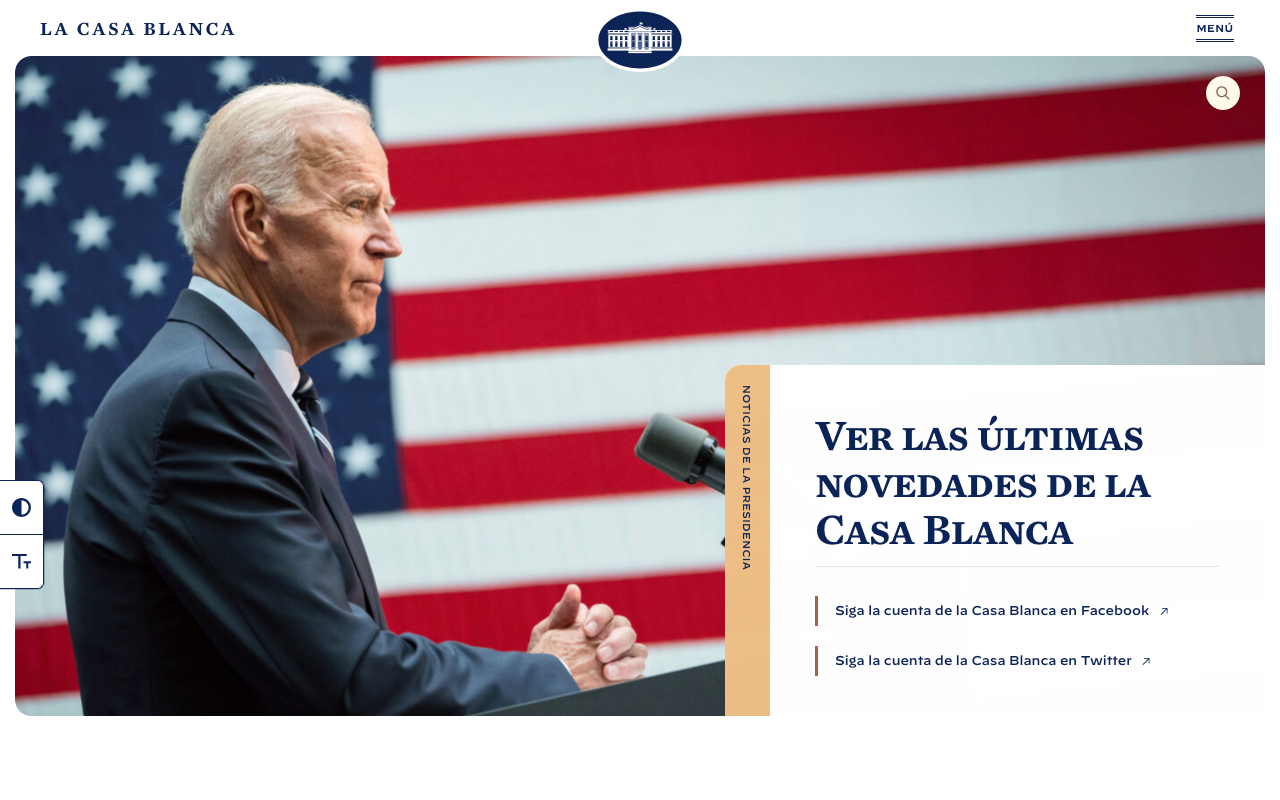 LA CASA BLANCA
MENÚ
NOTICIAS DE LA PRESIDENCIA
VER LAS ÚLTIMAS
NOVEDADES DE LA
CASA BLANCA
Siga la cuenta de la Casa Blanca en Facebook
Siga la cuenta de la Casa Blanca en Twitter
TT